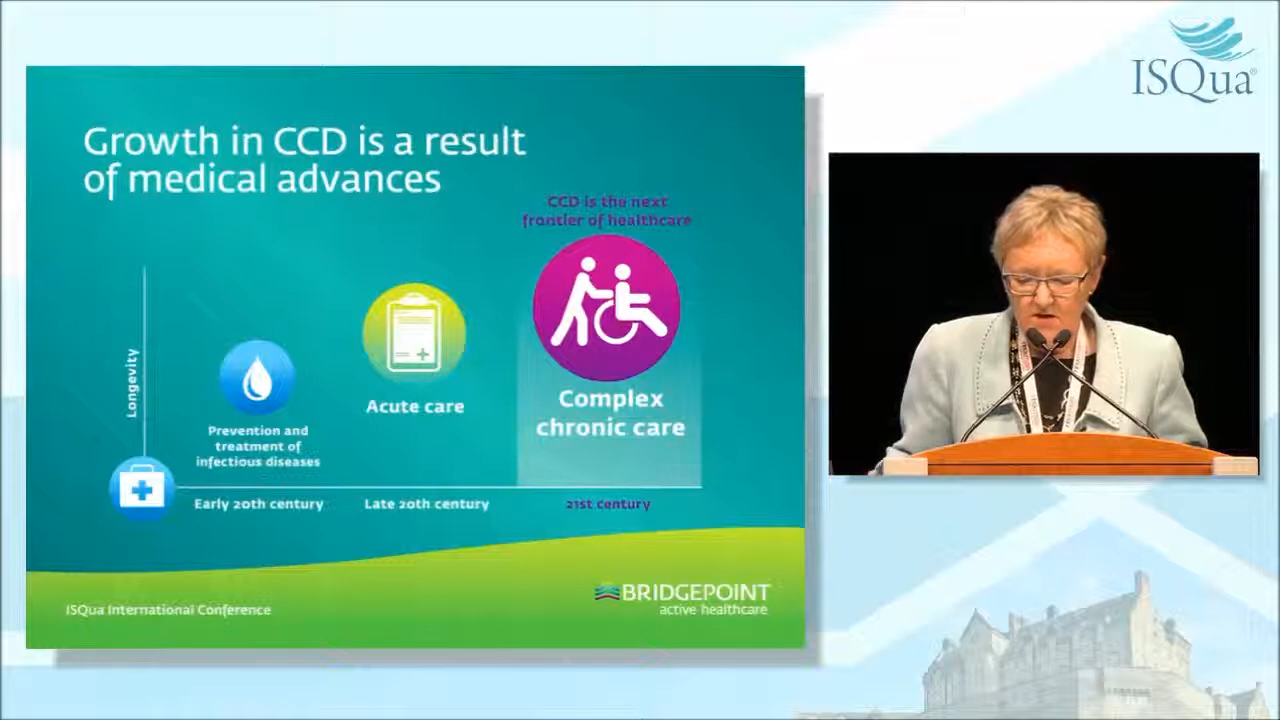 ISQua®
Growth in CCD is a result
of medical advances
CCD is the next
frontier of healthcare
Longevity
Prevention and
treatment of
infectious diseases
Acute care
Complex
chronic care
Early 20th century
Late 20th century
21st century
ISQua International Conference
BRIDGEPOINT
active healthcare